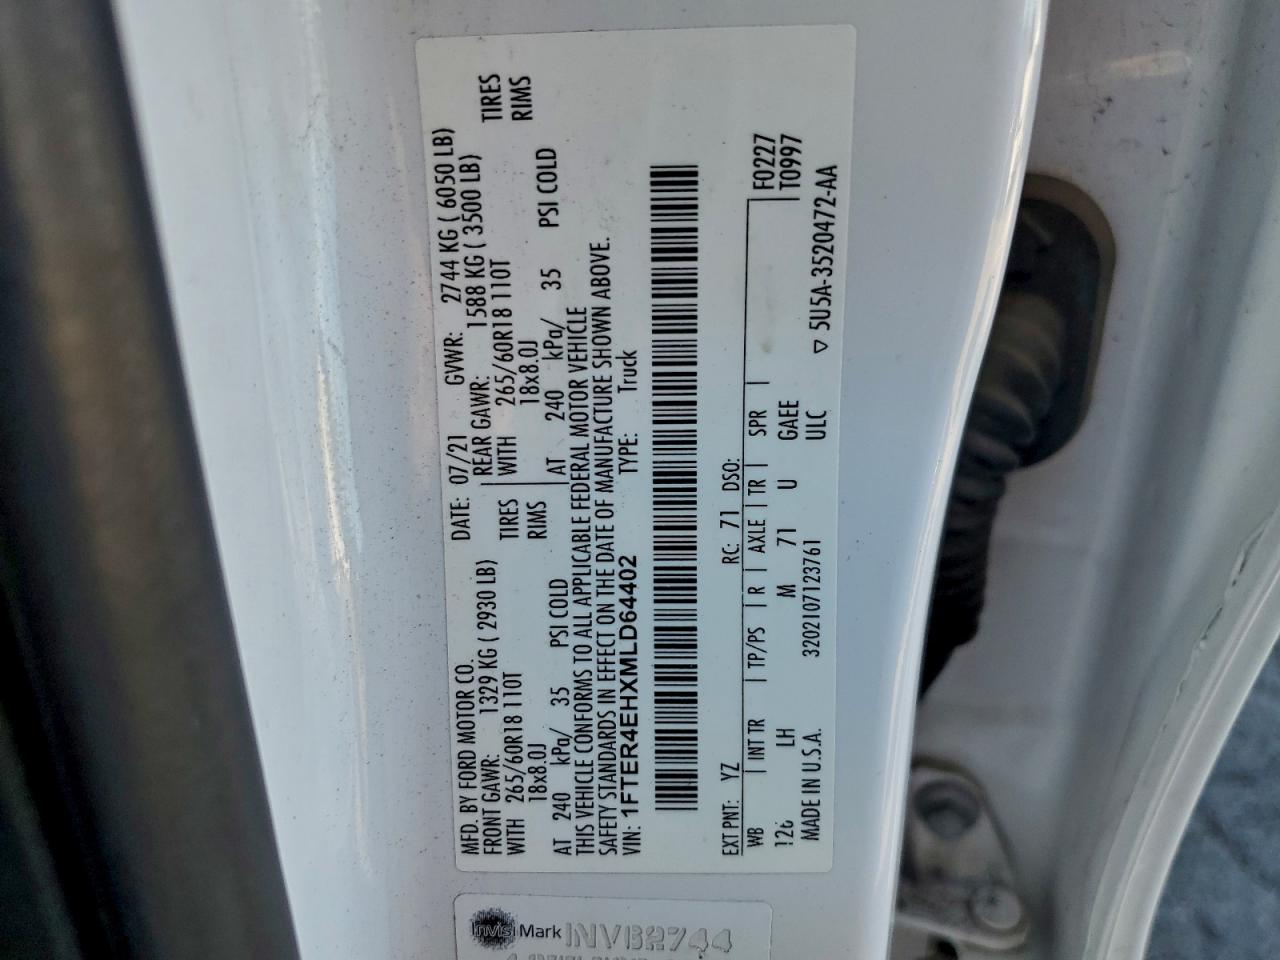 MFD. BY FORD MOTOR CO. DATE: 07/21 GVWR: 2744 KG ( 6050 LB)
FRONT GAWR: 1329 KG ( 2930 LB) REAR GAWR: 1588 KG ( 3500 LB)
WITH 265/60R18 110T TIRES WITH 265/60R18 110T TIRES
18x8.0J RIMS 18x8.0J RIMS
AT 240 kPa/ 35 PSI COLD AT 240 kPa/ 35 PSI COLD
THIS VEHICLE CONFORMS TO ALL APPLICABLE FEDERAL MOTOR VEHICLE
SAFETY STANDARDS IN EFFECT ON THE DATE OF MANUFACTURE SHOWN ABOVE.
VIN: 1FTER4EHXMLD64402 TYPE: Truck
EXT PNT: YZ RC: 71 DSO: F0227
WB | INT TR | TP/PS | R | AXLE | TR | SPR | T0997
126 LH M 71 U GAEE
MADE IN U.S.A. 3202107123761 ULC ▽ 5U5A-3520472-AA
InvisiMark INVB2744